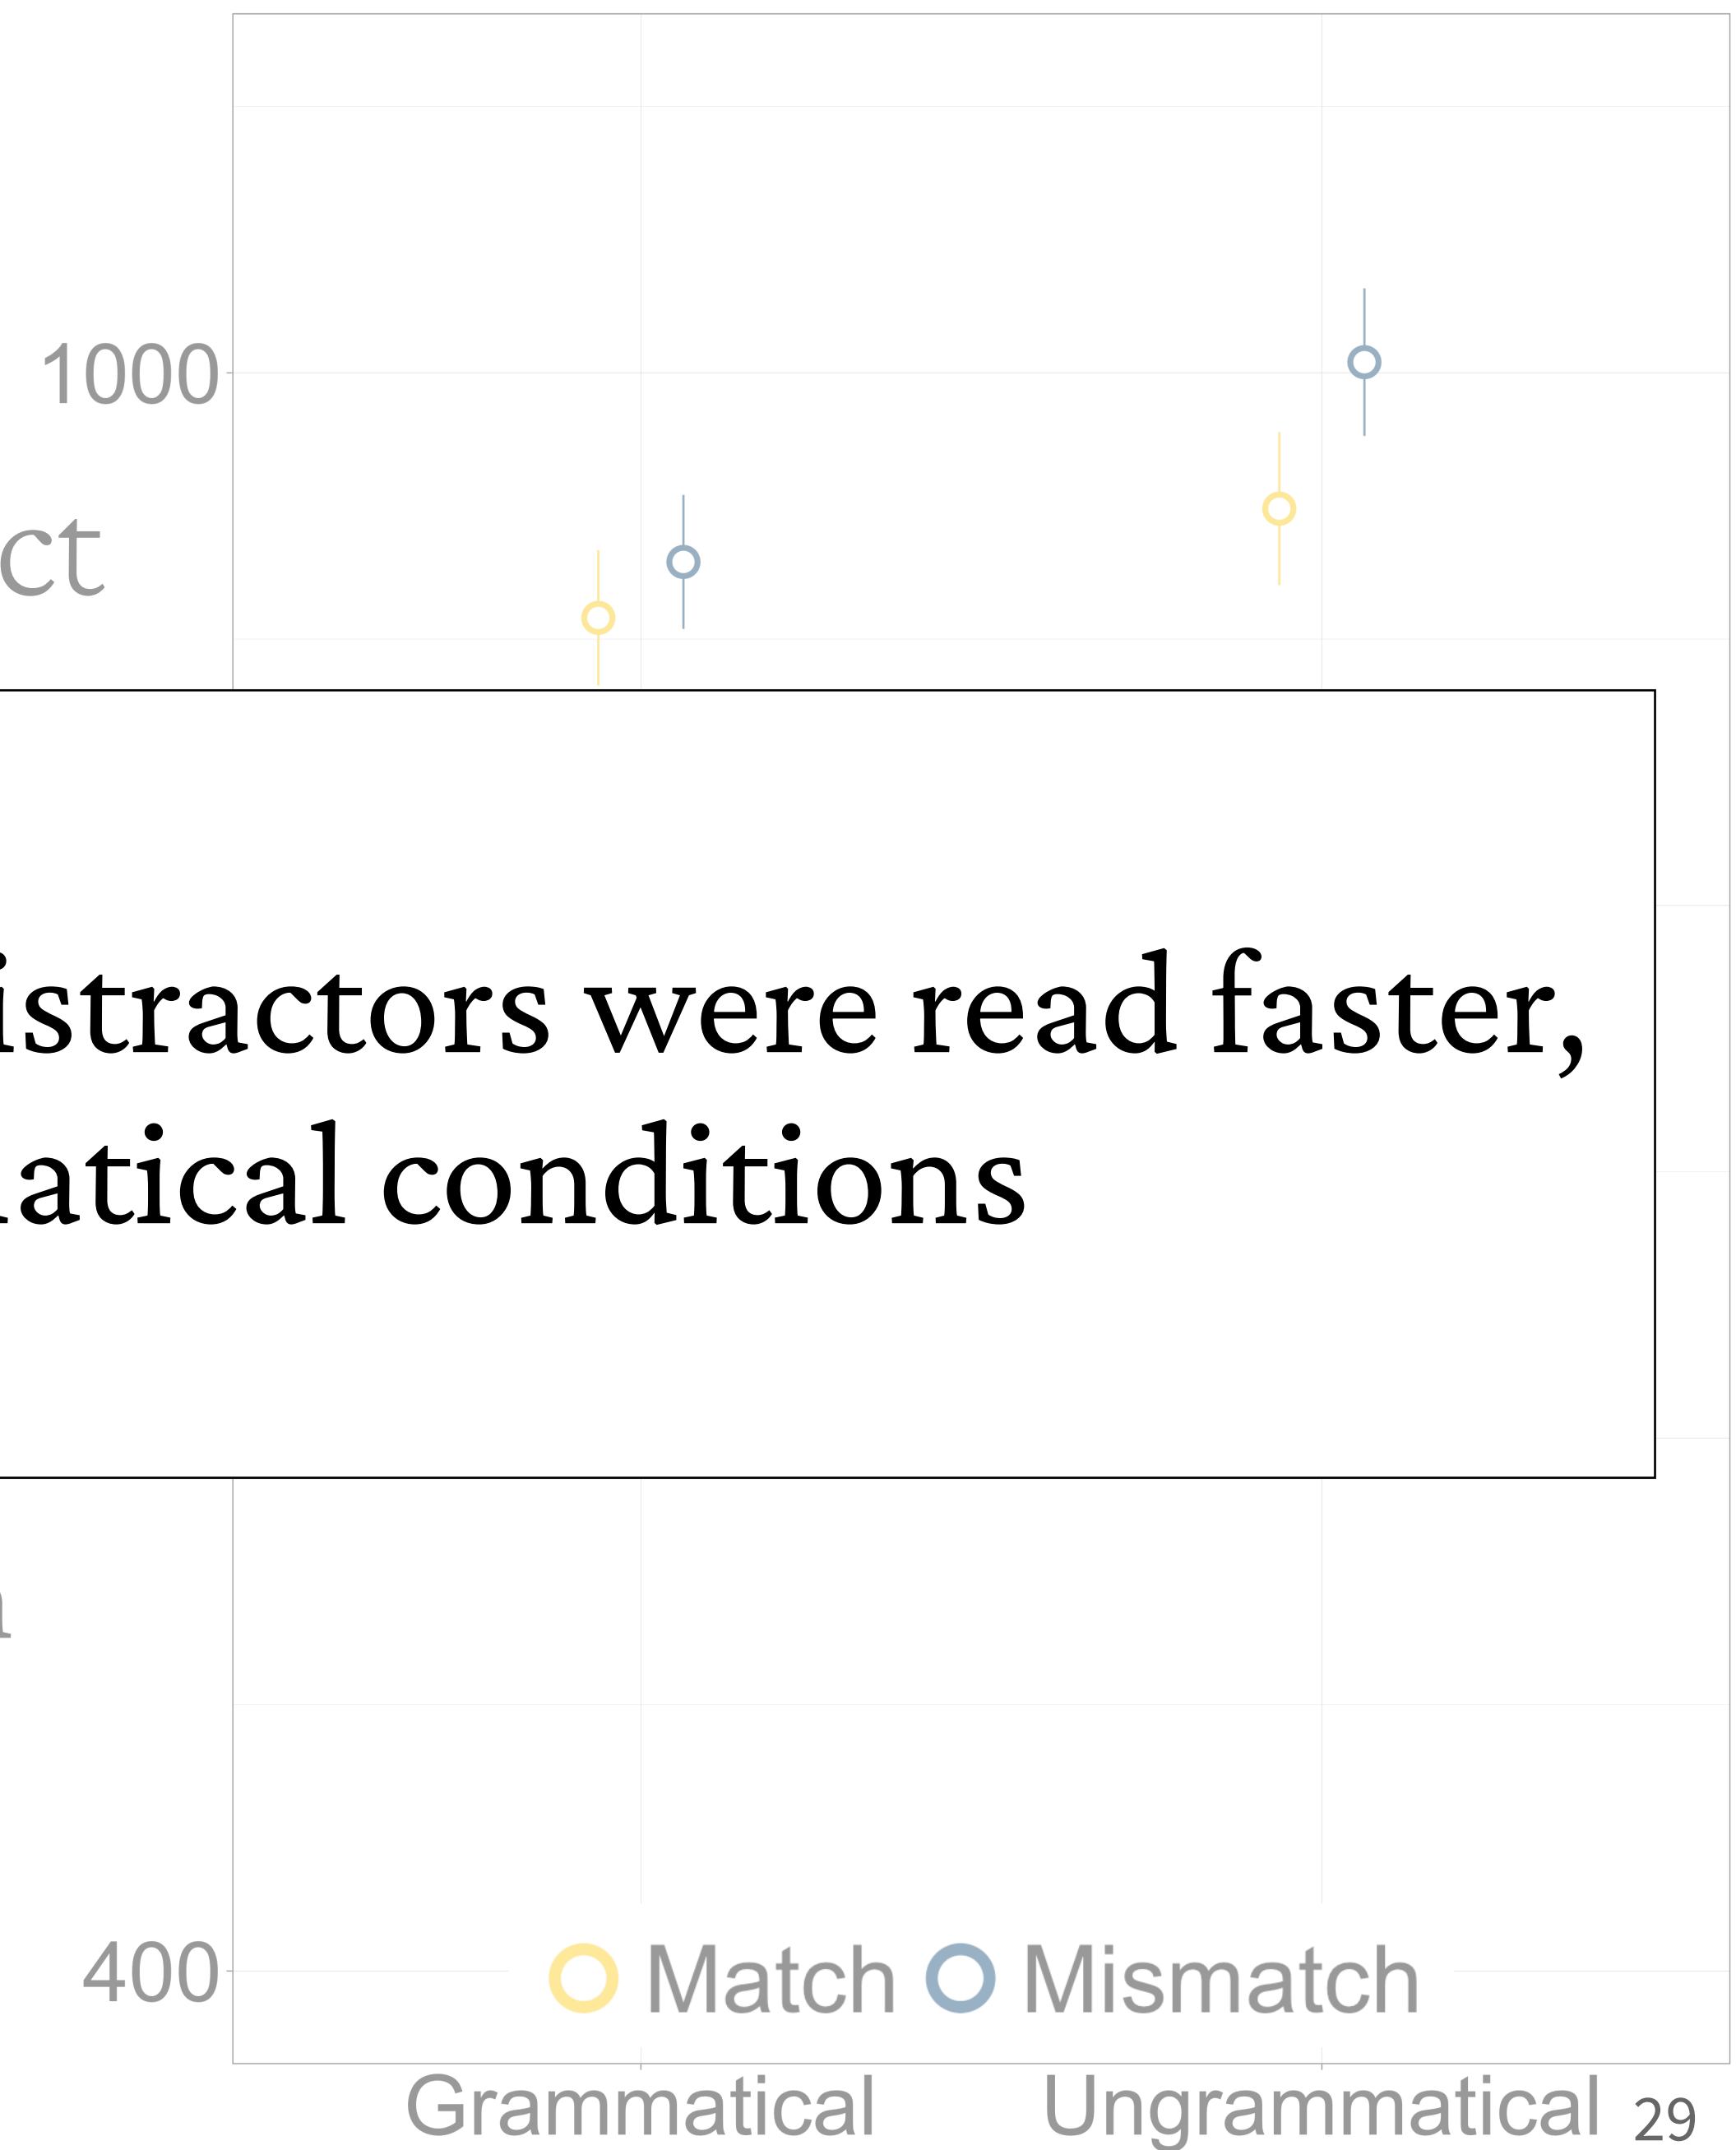 1000
ct
istractors were read faster,
atical conditions
400
Match Mismatch
Grammatical Ungrammatical
29